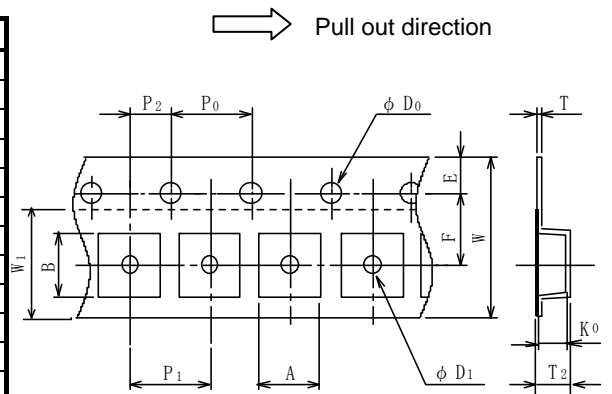 Pull out direction
P2
P0
φ D0
T
E
W
F
W1
B
K0
P1
A
φ D1
T2